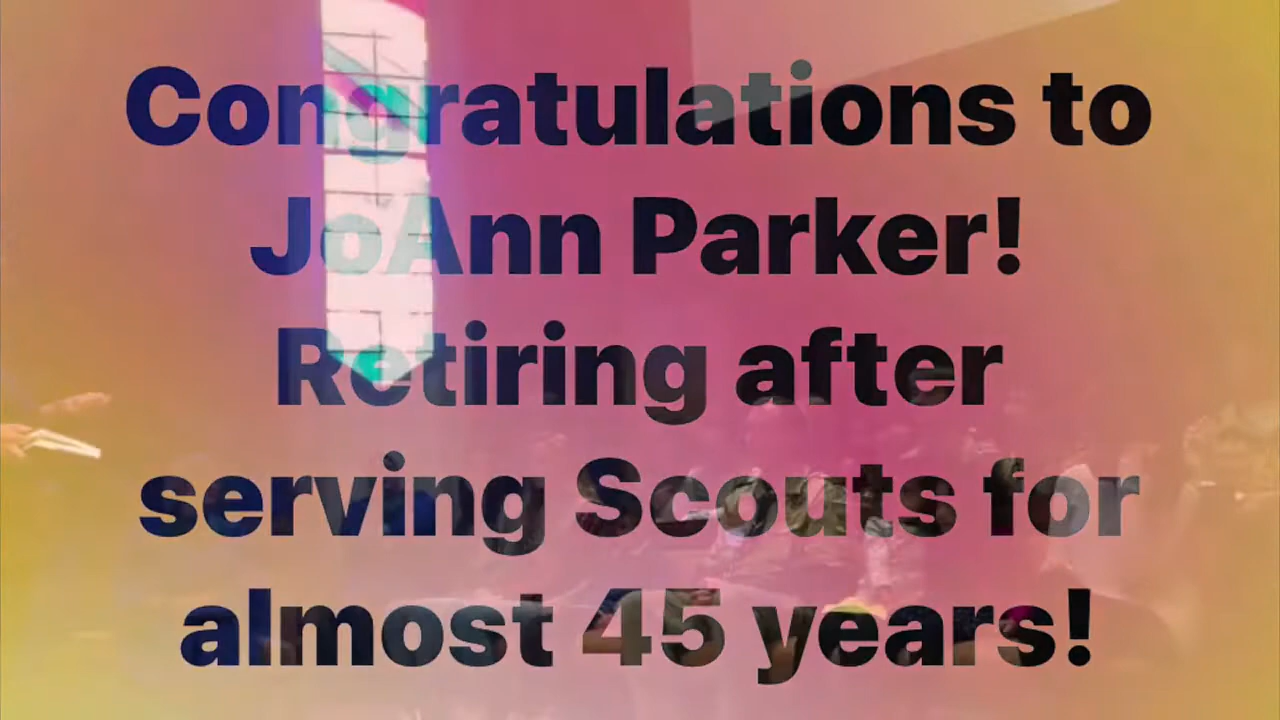 Congratulations to
JoAnn Parker!
Retiring after
serving Scouts for
almost 45 years!